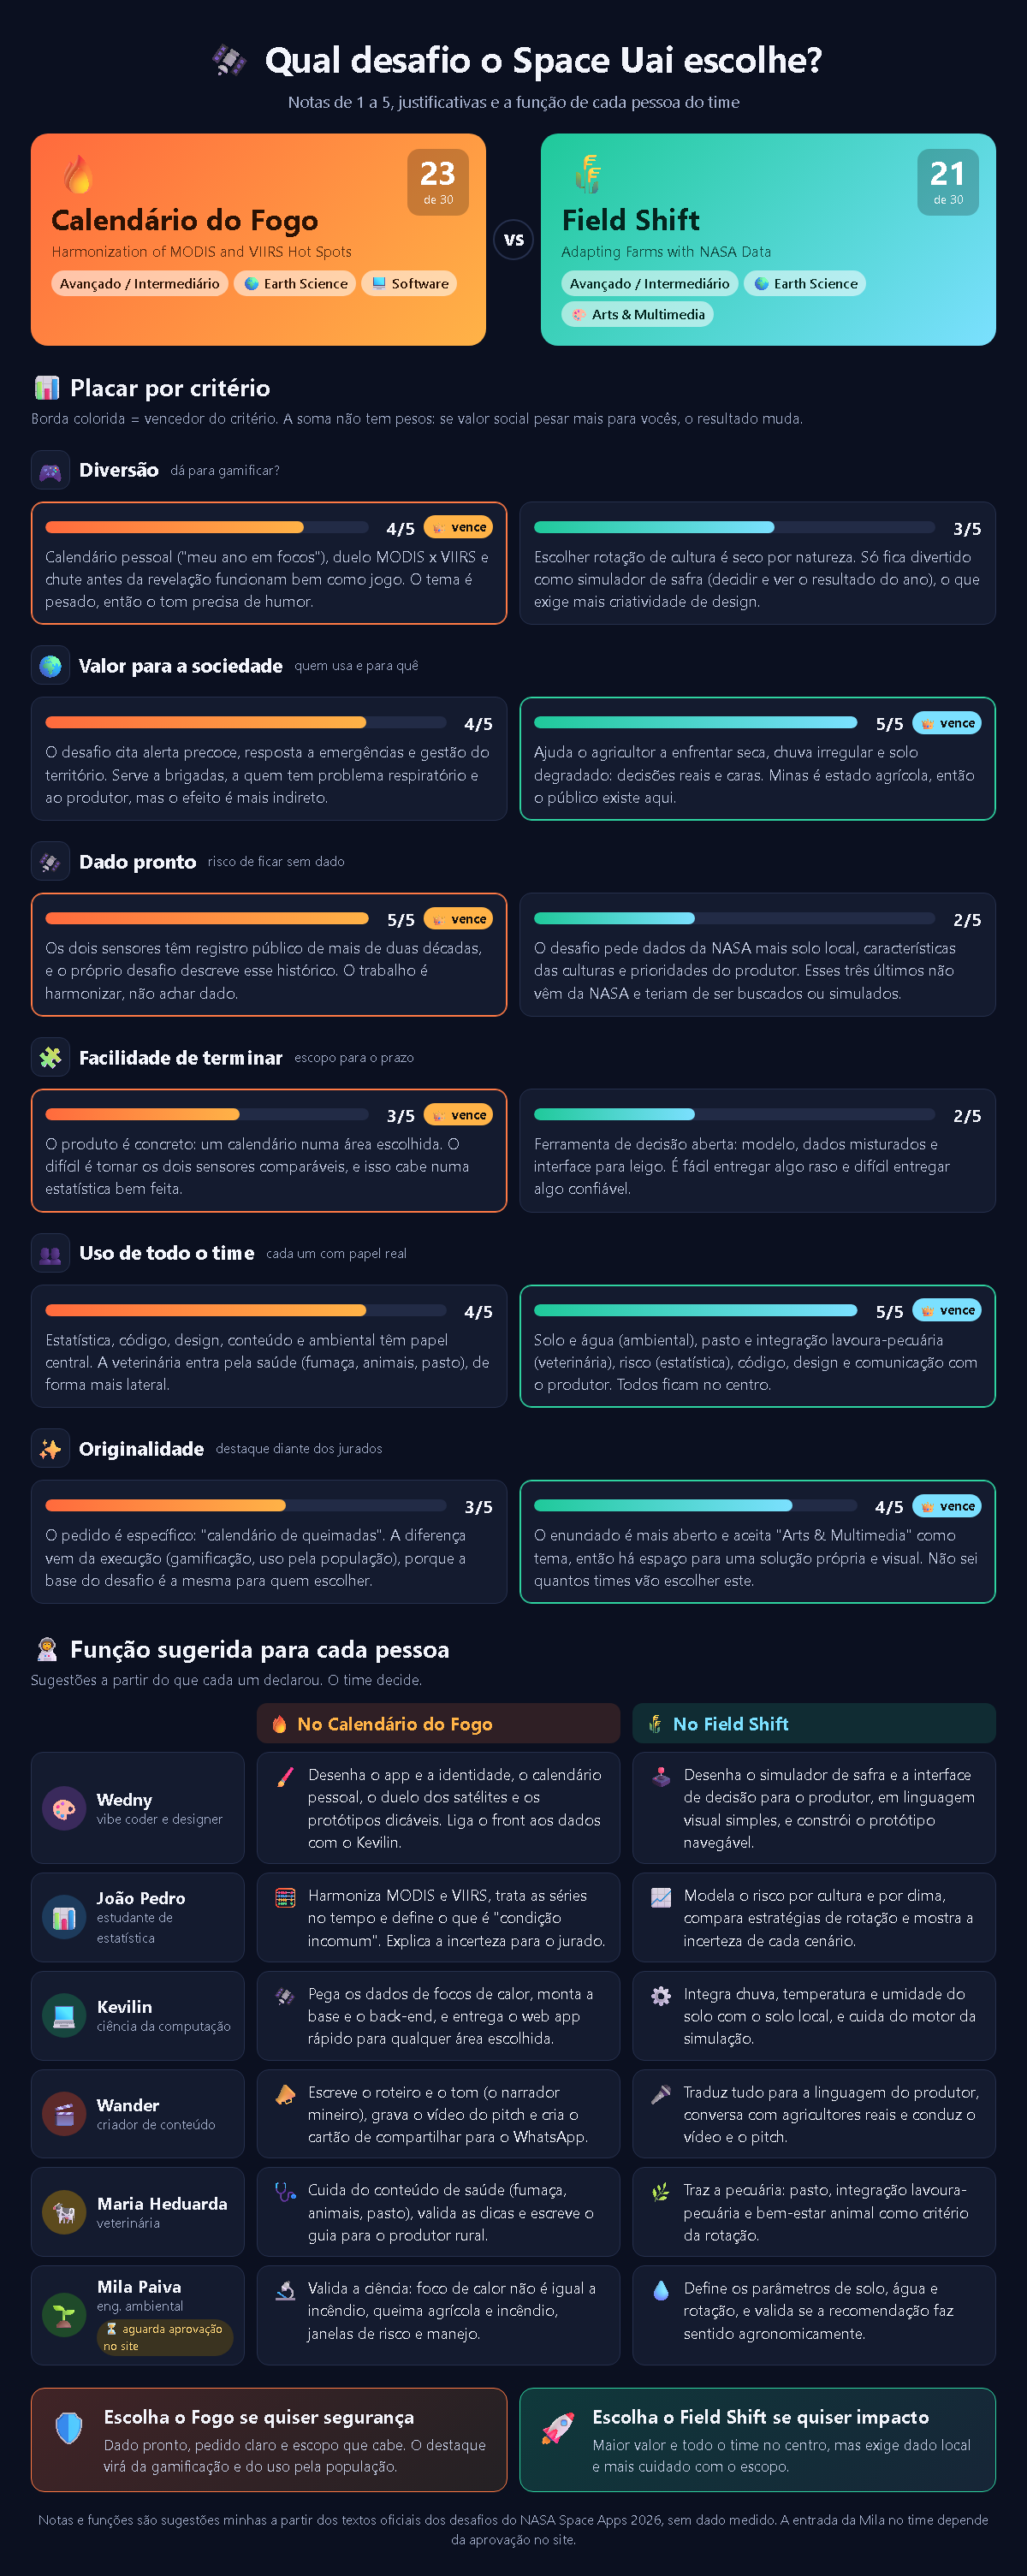 Qual desafio o Space Uai escolhe?
Notas de 1 a 5, justificativas e a função de cada pessoa do time
23
de 30
Calendário do Fogo
Harmonization of MODIS and VIIRS Hot Spots
Avançado / Intermediário
Earth Science
Software
VS
21
de 30
Field Shift
Adapting Farms with NASA Data
Avançado / Intermediário
Earth Science
Arts & Multimedia
Placar por critério
Borda colorida = vencedor do critério. A soma não tem pesos: se valor social pesar mais para vocês, o resultado muda.
Diversão dá para gamificar?
4/5 vence
Calendário pessoal ("meu ano em focos"), duelo MODIS x VIIRS e
chute antes da revelação funcionam bem como jogo. O tema é
pesado, então o tom precisa de humor.
3/5
Escolher rotação de cultura é seco por natureza. Só fica divertido
como simulador de safra (decidir e ver o resultado do ano), o que
exige mais criatividade de design.
Valor para a sociedade quem usa e para quê
4/5
O desafio cita alerta precoce, resposta a emergências e gestão do
território. Serve a brigadas, a quem tem problema respiratório e
ao produtor, mas o efeito é mais indireto.
5/5 vence
Ajuda o agricultor a enfrentar seca, chuva irregular e solo
degradado: decisões reais e caras. Minas é estado agrícola, então
o público existe aqui.
Dado pronto risco de ficar sem dado
5/5 vence
Os dois sensores têm registro público de mais de duas décadas,
e o próprio desafio descreve esse histórico. O trabalho é
harmonizar, não achar dado.
2/5
O desafio pede dados da NASA mais solo local, características
das culturas e prioridades do produtor. Esses três últimos não
vêm da NASA e teriam de ser buscados ou simulados.
Facilidade de terminar escopo para o prazo
3/5 vence
O produto é concreto: um calendário numa área escolhida. O
difícil é tornar os dois sensores comparáveis, e isso cabe numa
estatística bem feita.
2/5
Ferramenta de decisão aberta: modelo, dados misturados e
interface para leigo. É fácil entregar algo raso e difícil entregar
algo confiável.
Uso de todo o time cada um com papel real
4/5
Estatística, código, design, conteúdo e ambiental têm papel
central. A veterinária entra pela saúde (fumaça, animais, pasto), de
forma mais lateral.
5/5 vence
Solo e água (ambiental), pasto e integração lavoura-pecuária
(veterinária), risco (estatística), código, design e comunicação com
o produtor. Todos ficam no centro.
Originalidade destaque diante dos jurados
3/5
O pedido é específico: "calendário de queimadas". A diferença
vem da execução (gamificação, uso pela população), porque a
base do desafio é a mesma para quem escolher.
4/5 vence
O enunciado é mais aberto e aceita "Arts & Multimedia" como
tema, então há espaço para uma solução própria e visual. Não sei
quantos times vão escolher este.
Função sugerida para cada pessoa
Sugestões a partir do que cada um declarou. O time decide.
No Calendário do Fogo
No Field Shift
Wedny
vibe coder e designer
Desenha o app e a identidade, o calendário
pessoal, o duelo dos satélites e os
protótipos clicáveis. Liga o front aos dados
com o Kevilin.
Desenha o simulador de safra e a interface
de decisão para o produtor, em linguagem
visual simples, e constrói o protótipo
navegável.
João Pedro
estudante de
estatística
Harmoniza MODIS e VIIRS, trata as séries
no tempo e define o que é "condição
incomum". Explica a incerteza para o jurado.
Modela o risco por cultura e por clima,
compara estratégias de rotação e mostra a
incerteza de cada cenário.
Kevilin
ciência da computação
Pega os dados de focos de calor, monta a
base e o back-end, e entrega o web app
rápido para qualquer área escolhida.
Integra chuva, temperatura e umidade do
solo com o solo local, e cuida do motor da
simulação.
Wander
criador de conteúdo
Escreve o roteiro e o tom (o narrador
mineiro), grava o vídeo do pitch e cria o
cartão de compartilhar para o WhatsApp.
Traduz tudo para a linguagem do produtor,
conversa com agricultores reais e conduz o
vídeo e o pitch.
Maria Heduarda
veterinária
Cuida do conteúdo de saúde (fumaça,
animais, pasto), valida as dicas e escreve o
guia para o produtor rural.
Traz a pecuária: pasto, integração lavoura-
pecuária e bem-estar animal como critério
da rotação.
Mila Paiva
eng. ambiental
aguarda aprovação
no site
Valida a ciência: foco de calor não é igual a
incêndio, queima agrícola e incêndio,
janelas de risco e manejo.
Define os parâmetros de solo, água e
rotação, e valida se a recomendação faz
sentido agronomicamente.
Escolha o Fogo se quiser segurança
Dado pronto, pedido claro e escopo que cabe. O destaque
virá da gamificação e do uso pela população.
Escolha o Field Shift se quiser impacto
Maior valor e todo o time no centro, mas exige dado local
e mais cuidado com o escopo.
Notas e funções são sugestões minhas a partir dos textos oficiais dos desafios do NASA Space Apps 2026, sem dado medido. A entrada da Mila no time depende
da aprovação no site.